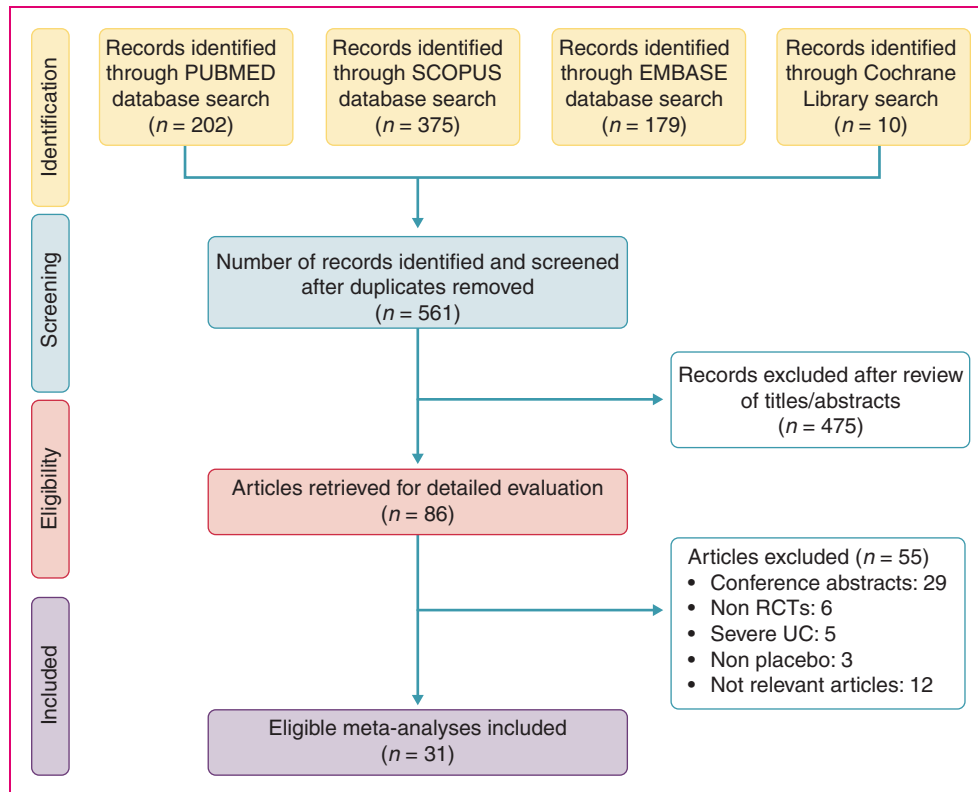 Identification
Records identified
through PUBMED
database search
(n = 202)
Records identified
through SCOPUS
database search
(n = 375)
Records identified
through EMBASE
database search
(n = 179)
Records identified
through Cochrane
Library search
(n = 10)
Screening
Number of records identified and screened
after duplicates removed
(n = 561)
Records excluded after review
of titles/abstracts
(n = 475)
Eligibility
Articles retrieved for detailed evaluation
(n = 86)
Articles excluded (n = 55)
• Conference abstracts: 29
• Non RCTs: 6
• Severe UC: 5
• Non placebo: 3
• Not relevant articles: 12
Included
Eligible meta-analyses included
(n = 31)